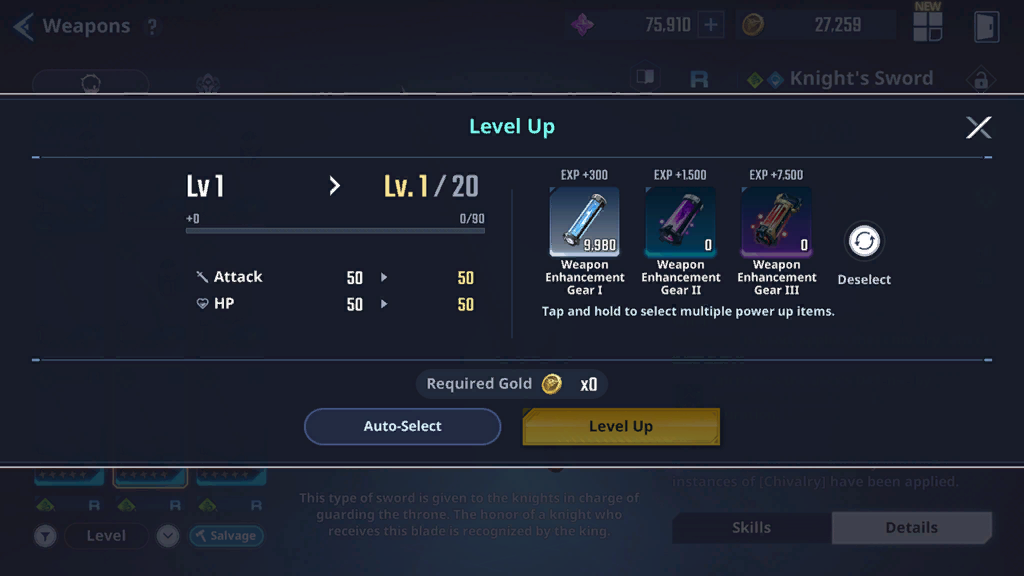 Weapons ?
75,910 +
27,259
NEW
R
Knight's Sword
Level Up
Lv 1
Lv. 1 / 20
+0
0/90
Attack 50 50
HP 50 50
EXP +300
EXP +1.500
EXP +7.500
9.980
0
0
Weapon
Enhancement
Gear I
Weapon
Enhancement
Gear II
Weapon
Enhancement
Gear III
Deselect
Tap and hold to select multiple power up items.
Required Gold x0
Auto-Select
Level Up
R
R
R
Level
Salvage
This type of sword is given to the knights in charge of
guarding the throne. The honor of a knight who
receives this blade is recognized by the king.
instances of [Chivalry] have been applied.
Skills
Details